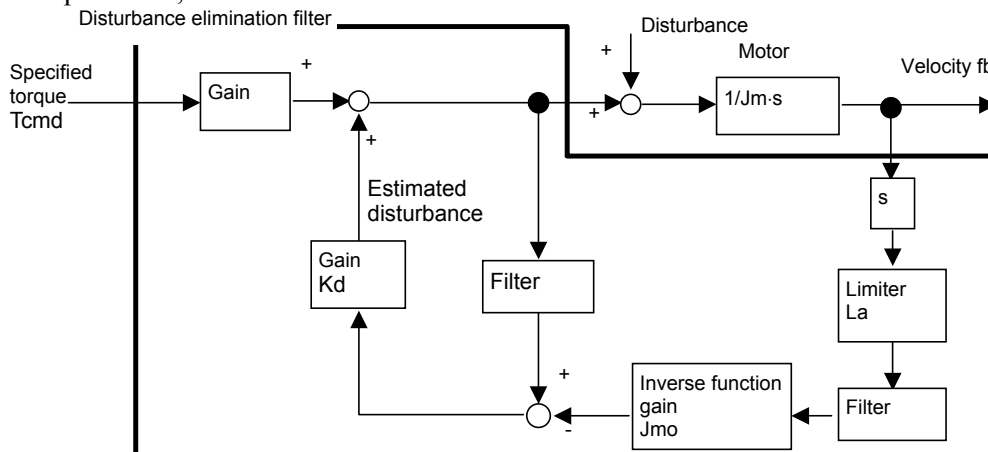 Disturbance elimination filter
Disturbance
+
Motor
Specified
torque
Tcmd
Gain
+
+
1/Jm·s
Velocity fb
+
Estimated
disturbance
s
Gain
Kd
Filter
Limiter
La
+
Inverse function
gain
Jmo
Filter
-